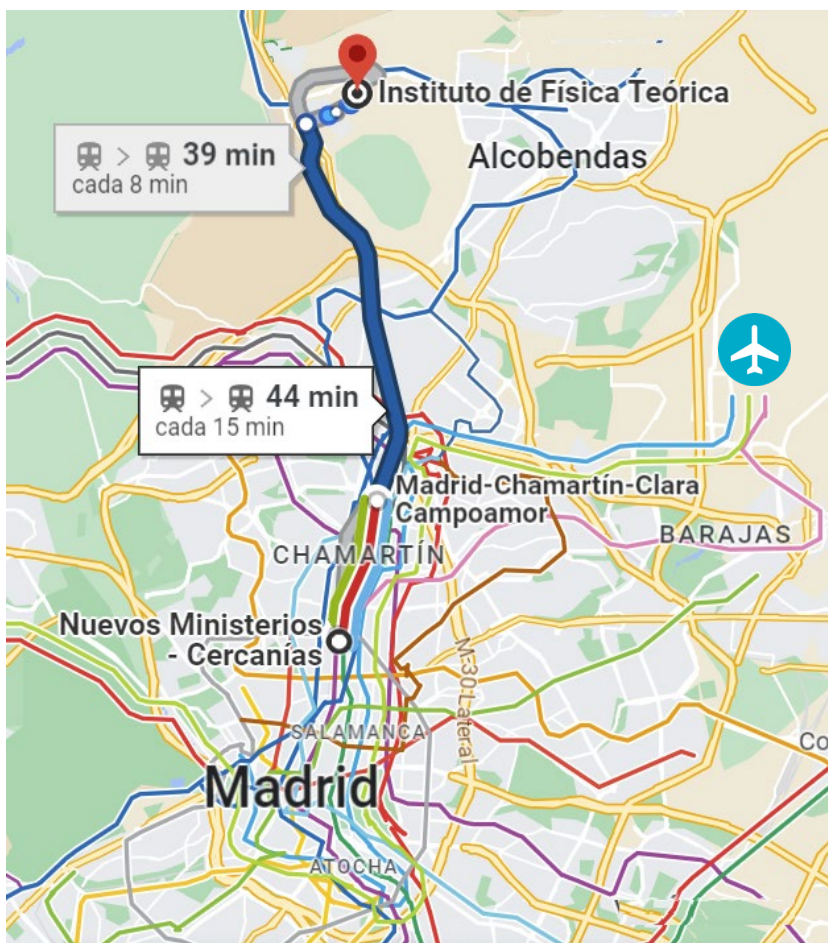 Instituto de Física Teórica
39 min
cada 8 min
Alcobendas
44 min
cada 15 min
Madrid-Chamartín-Clara
Campoamor
BARAJAS
CHAMARTÍN
Nuevos Ministerios
- Cercanías
M-30 Lateral
SALAMANCA
Co
Madrid
ATOCHA